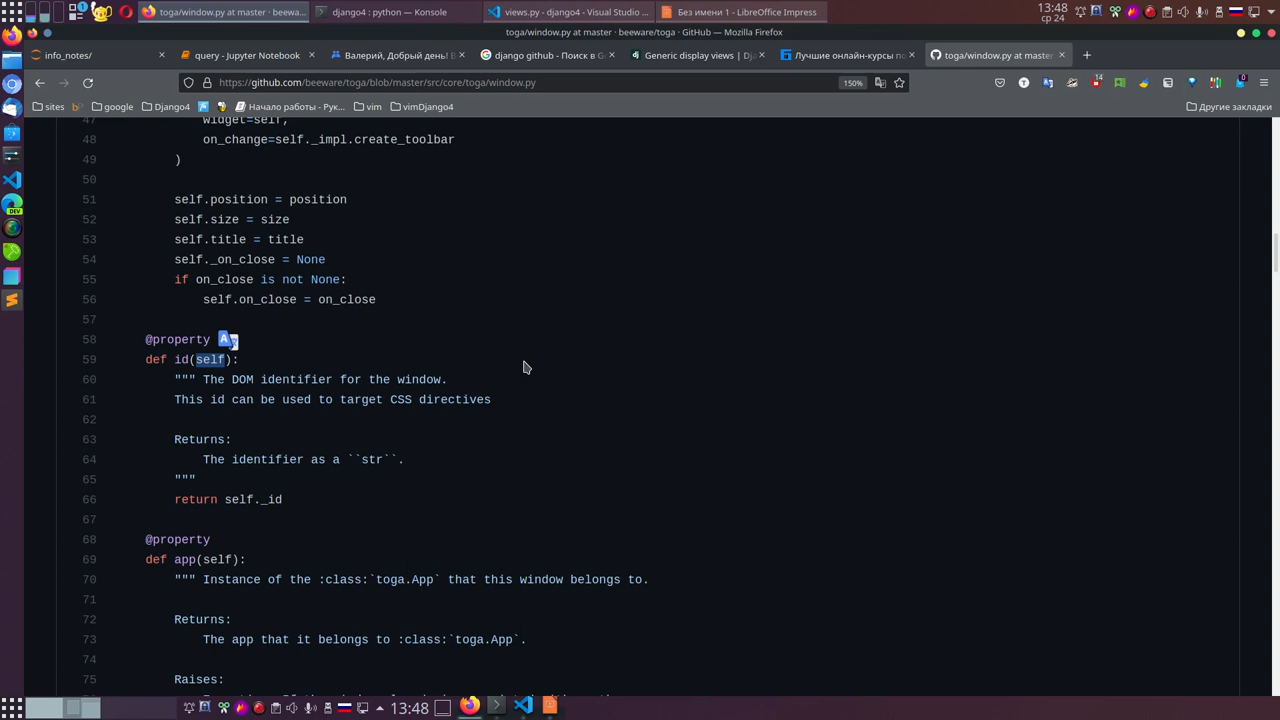 toga/window.py at master · beewa...
django4 : python — Konsole
views.py - django4 - Visual Studio ...
Без имени 1 - LibreOffice Impress
13:48
ср 24
toga/window.py at master · beeware/toga · GitHub — Mozilla Firefox
info_notes/
query - Jupyter Notebook
Валерий, Добрый день! В
django github - Поиск в G
Generic display views | Dj
Лучшие онлайн-курсы п
toga/window.py at master
https://github.com/beeware/toga/blob/master/src/core/toga/window.py
150%
14
0
sites
google
Django4
Начало работы - Рук...
vim
vimDjango4
Другие закладки
47 widget=self,
48 on_change=self._impl.create_toolbar
49 )
50
51 self.position = position
52 self.size = size
53 self.title = title
54 self._on_close = None
55 if on_close is not None:
56 self.on_close = on_close
57
58 @property
59 def id(self):
60 """ The DOM identifier for the window.
61 This id can be used to target CSS directives
62
63 Returns:
64 The identifier as a ``str``.
65 """
66 return self._id
67
68 @property
69 def app(self):
70 """ Instance of the :class:`toga.App` that this window belongs to.
71
72 Returns:
73 The app that it belongs to :class:`toga.App`.
74
75 Raises:
13:48